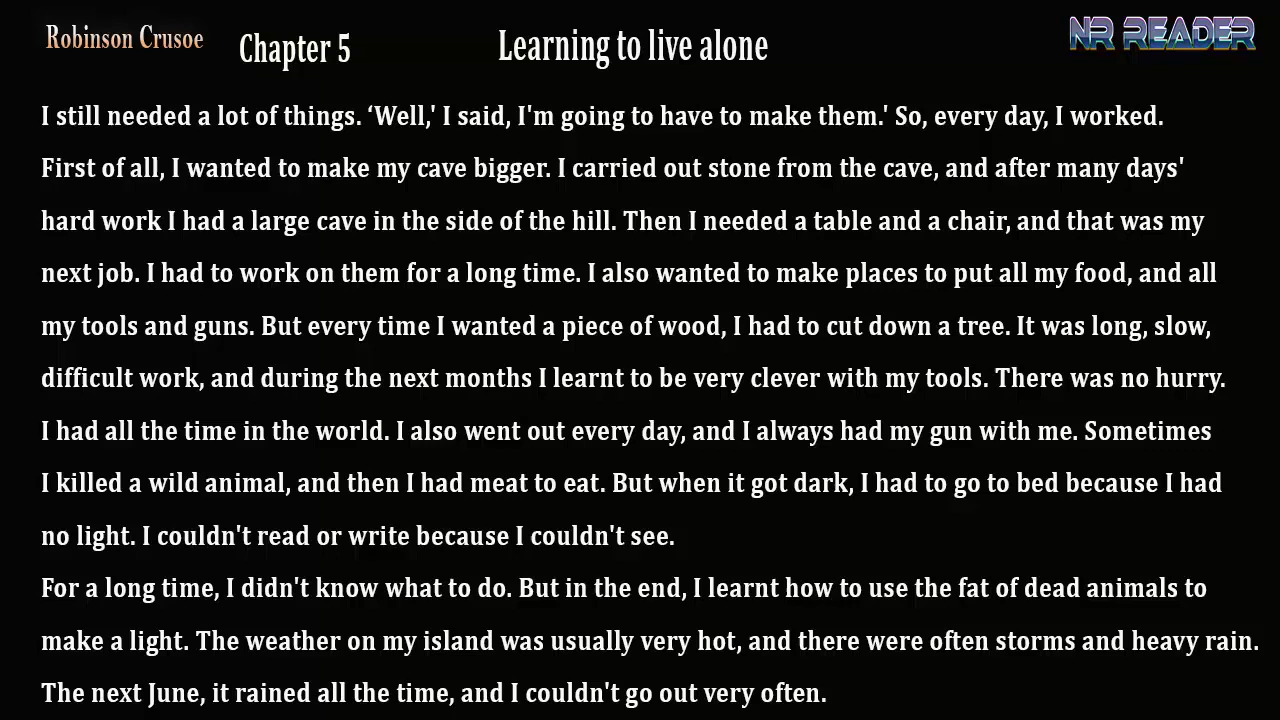 Robinson Crusoe
Chapter 5
Learning to live alone
NR READER
I still needed a lot of things. ‘Well,' I said, I'm going to have to make them.' So, every day, I worked.
First of all, I wanted to make my cave bigger. I carried out stone from the cave, and after many days'
hard work I had a large cave in the side of the hill. Then I needed a table and a chair, and that was my
next job. I had to work on them for a long time. I also wanted to make places to put all my food, and all
my tools and guns. But every time I wanted a piece of wood, I had to cut down a tree. It was long, slow,
difficult work, and during the next months I learnt to be very clever with my tools. There was no hurry.
I had all the time in the world. I also went out every day, and I always had my gun with me. Sometimes
I killed a wild animal, and then I had meat to eat. But when it got dark, I had to go to bed because I had
no light. I couldn't read or write because I couldn't see.
For a long time, I didn't know what to do. But in the end, I learnt how to use the fat of dead animals to
make a light. The weather on my island was usually very hot, and there were often storms and heavy rain.
The next June, it rained all the time, and I couldn't go out very often.